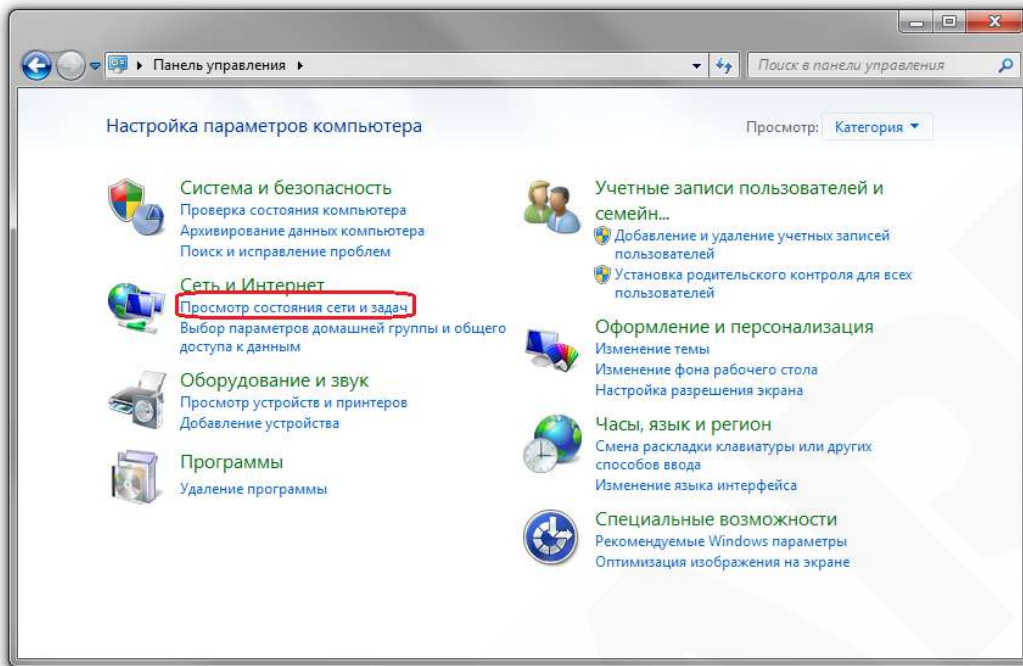 Панель управления
Поиск в панели управления
Настройка параметров компьютера
Просмотр: Категория
Система и безопасность
Проверка состояния компьютера
Архивирование данных компьютера
Поиск и исправление проблем
Сеть и Интернет
Просмотр состояния сети и задач
Выбор параметров домашней группы и общего
доступа к данным
Оборудование и звук
Просмотр устройств и принтеров
Добавление устройства
Программы
Удаление программы
Учетные записи пользователей и
семейн...
Добавление и удаление учетных записей
пользователей
Установка родительского контроля для всех
пользователей
Оформление и персонализация
Изменение темы
Изменение фона рабочего стола
Настройка разрешения экрана
Часы, язык и регион
Смена раскладки клавиатуры или других
способов ввода
Изменение языка интерфейса
Специальные возможности
Рекомендуемые Windows параметры
Оптимизация изображения на экране